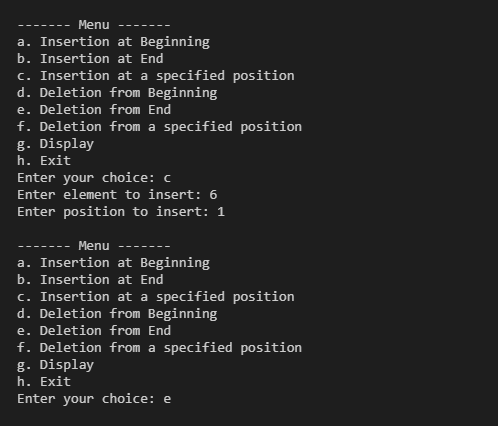 ------- Menu -------
a. Insertion at Beginning
b. Insertion at End
c. Insertion at a specified position
d. Deletion from Beginning
e. Deletion from End
f. Deletion from a specified position
g. Display
h. Exit
Enter your choice: c
Enter element to insert: 6
Enter position to insert: 1

------- Menu -------
a. Insertion at Beginning
b. Insertion at End
c. Insertion at a specified position
d. Deletion from Beginning
e. Deletion from End
f. Deletion from a specified position
g. Display
h. Exit
Enter your choice: e